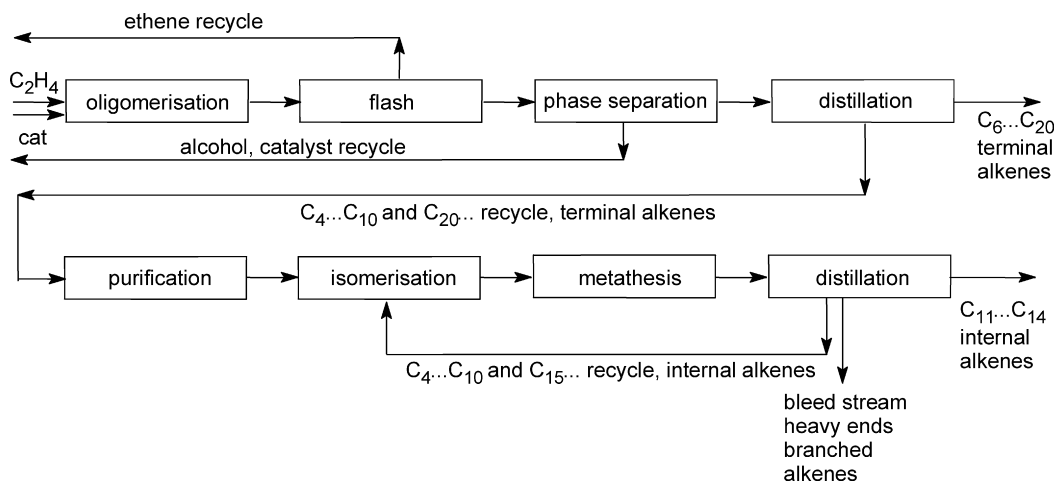 ethene recycle
C2H4
oligomerisation
flash
phase separation
distillation
cat
alcohol, catalyst recycle
C6...C20
terminal
alkenes
C4...C10 and C20... recycle, terminal alkenes
purification
isomerisation
metathesis
distillation
C11...C14
internal
alkenes
C4...C10 and C15... recycle, internal alkenes
bleed stream
heavy ends
branched
alkenes